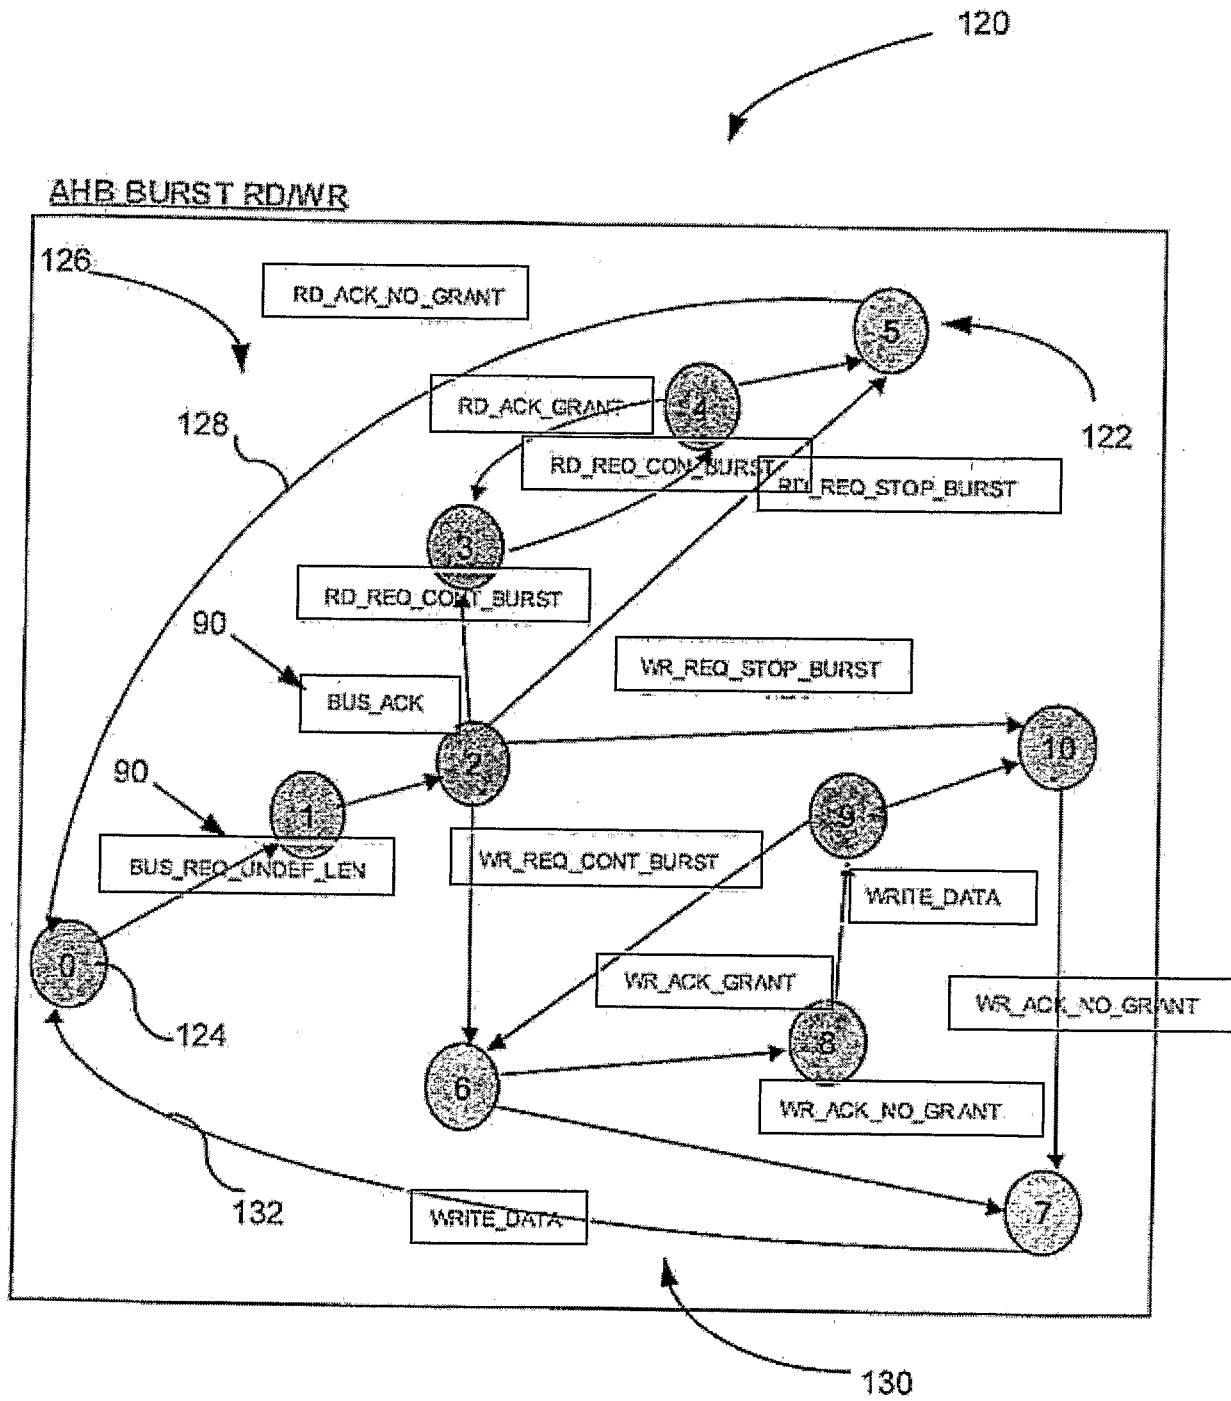 120
AHB BURST RD/WR
126
RD_ACK_NO_GRANT
5
RD_ACK_GRANT
4
122
128
RD_REQ_CON_BURST
RD_REQ_STOP_BURST
3
RD_REQ_CONT_BURST
90
WR_REQ_STOP_BURST
BUS_ACK
2
10
90
1
9
BUS_REQ_UNDEF_LEN
WR_REQ_CONT_BURST
WRITE_DATA
0
WR_ACK_GRANT
WR_ACK_NO_GRANT
124
8
6
WR_ACK_NO_GRANT
132
WRITE_DATA
7
130